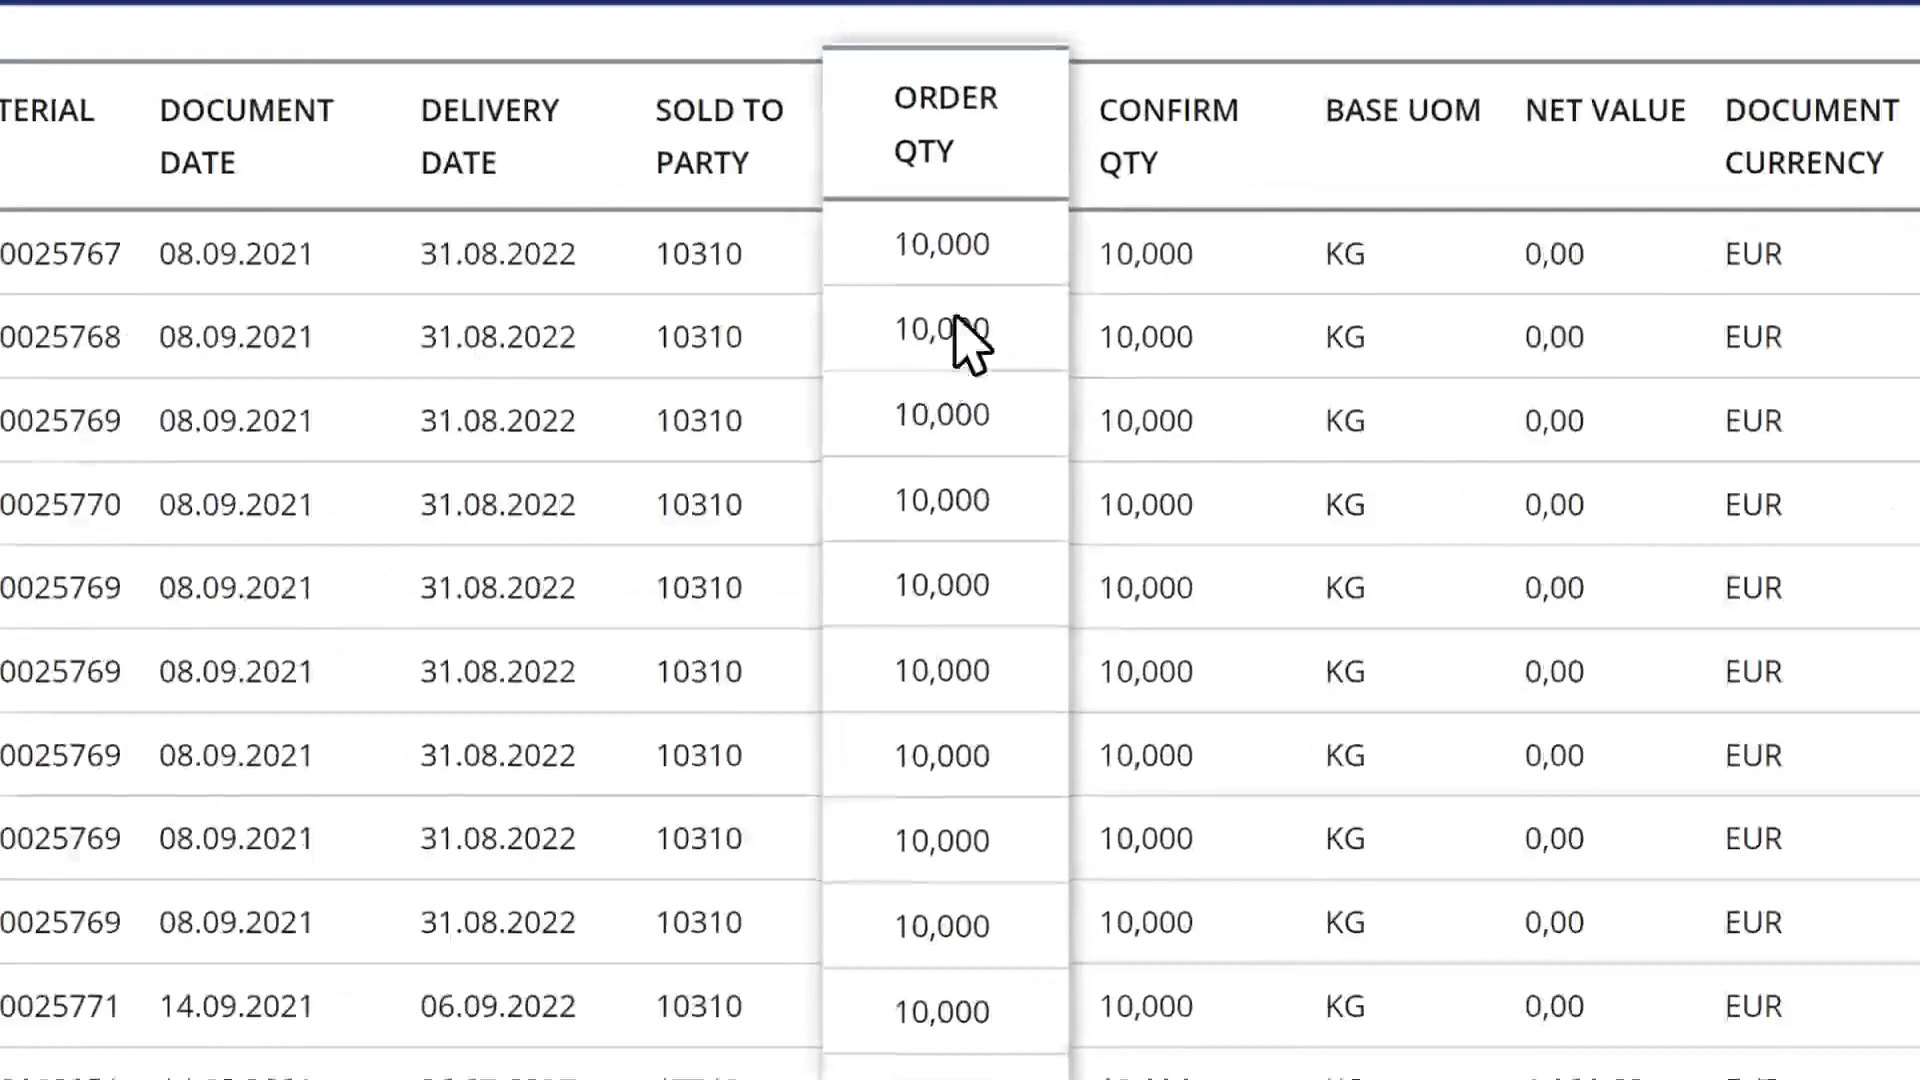 TERIAL DOCUMENT DATE DELIVERY DATE SOLD TO PARTY ORDER QTY CONFIRM QTY BASE UOM NET VALUE DOCUMENT CURRENCY
0025767 08.09.2021 31.08.2022 10310 10,000 10,000 KG 0,00 EUR
0025768 08.09.2021 31.08.2022 10310 10,000 10,000 KG 0,00 EUR
0025769 08.09.2021 31.08.2022 10310 10,000 10,000 KG 0,00 EUR
0025770 08.09.2021 31.08.2022 10310 10,000 10,000 KG 0,00 EUR
0025769 08.09.2021 31.08.2022 10310 10,000 10,000 KG 0,00 EUR
0025769 08.09.2021 31.08.2022 10310 10,000 10,000 KG 0,00 EUR
0025769 08.09.2021 31.08.2022 10310 10,000 10,000 KG 0,00 EUR
0025769 08.09.2021 31.08.2022 10310 10,000 10,000 KG 0,00 EUR
0025769 08.09.2021 31.08.2022 10310 10,000 10,000 KG 0,00 EUR
0025771 14.09.2021 06.09.2022 10310 10,000 10,000 KG 0,00 EUR